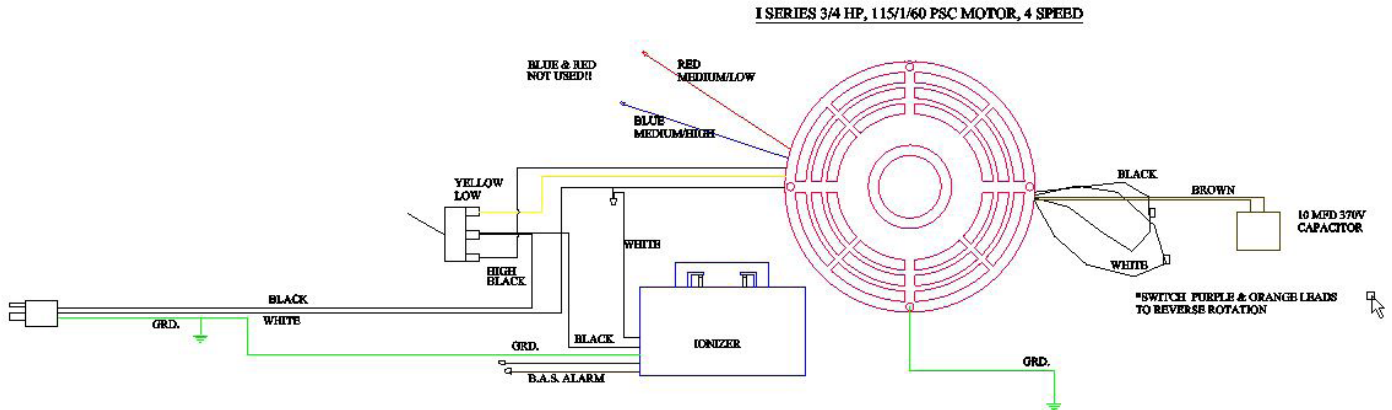 I SERIES 3/4 HP, 115/1/60 PSC MOTOR, 4 SPEED
BLUE & RED
NOT USED!!
RED
MEDIUM/LOW
BLUE
MEDIUM/HIGH
YELLOW
LOW
BLACK
BROWN
10 MFD 370V
CAPACITOR
WHITE
WHITE
HIGH
BLACK
BLACK
WHITE
*SWITCH PURPLE & ORANGE LEADS
TO REVERSE ROTATION
GRD.
GRD.
BLACK
IONIZER
GRD.
B.A.S. ALARM